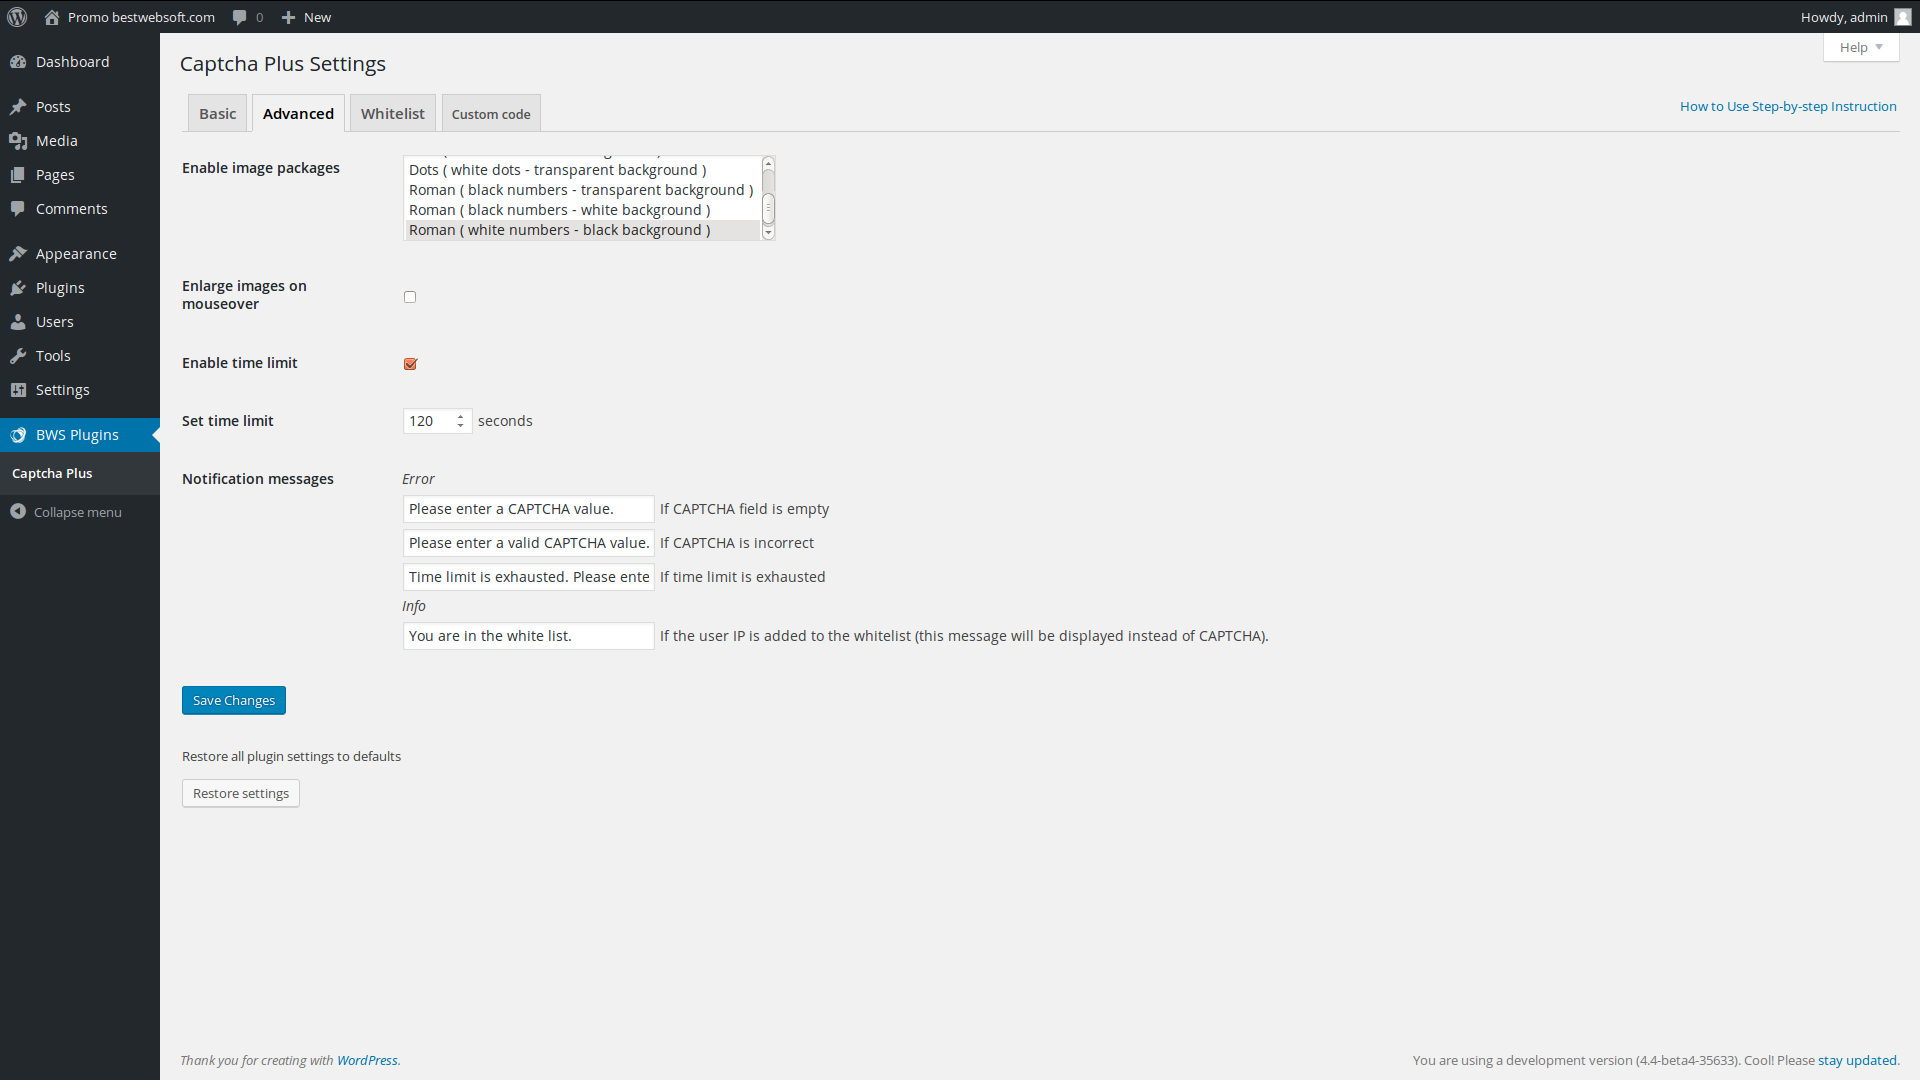 Promo bestwebsoft.com 0 New Howdy, admin
Help
Dashboard
Posts
Media
Pages
Comments
Appearance
Plugins
Users
Tools
Settings
BWS Plugins
Captcha Plus
Collapse menu
Captcha Plus Settings
Basic Advanced Whitelist Custom code
How to Use Step-by-step Instruction
Enable image packages
Dots ( white dots - transparent background )
Roman ( black numbers - transparent background )
Roman ( black numbers - white background )
Roman ( white numbers - black background )
Enlarge images on
mouseover
Enable time limit
Set time limit 120 seconds
Notification messages
Error
Please enter a CAPTCHA value. If CAPTCHA field is empty
Please enter a valid CAPTCHA value. If CAPTCHA is incorrect
Time limit is exhausted. Please ente If time limit is exhausted
Info
You are in the white list. If the user IP is added to the whitelist (this message will be displayed instead of CAPTCHA).
Save Changes
Restore all plugin settings to defaults
Restore settings
Thank you for creating with WordPress.
You are using a development version (4.4-beta4-35633). Cool! Please stay updated.